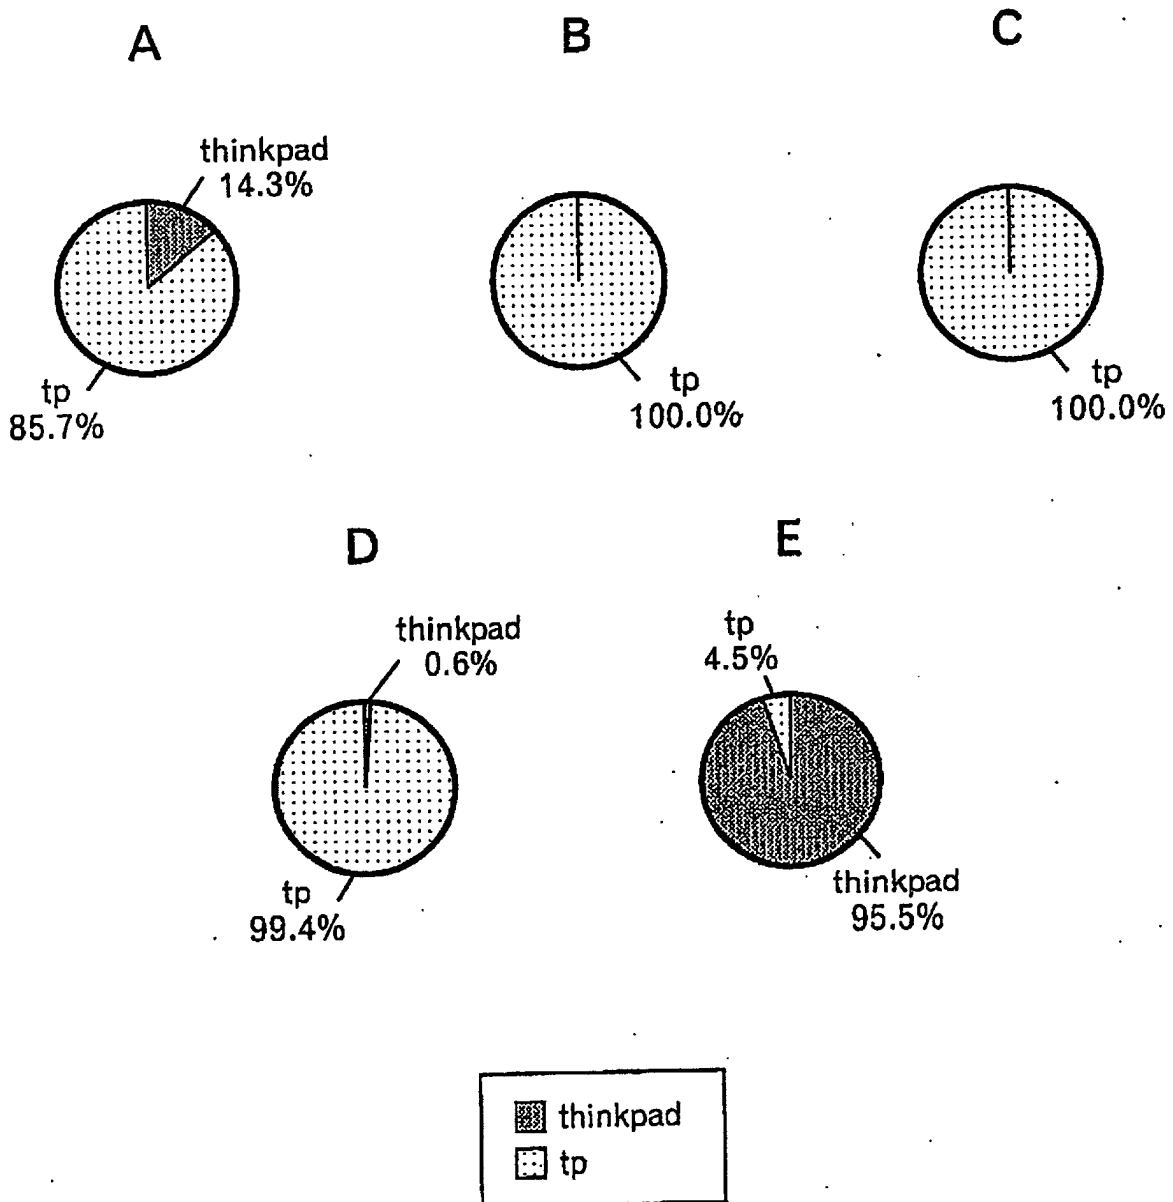 A
B
C
thinkpad
14.3%
tp
85.7%
tp
100.0%
tp
100.0%
D
E
thinkpad
0.6%
tp
99.4%
tp
4.5%
thinkpad
95.5%
thinkpad
tp